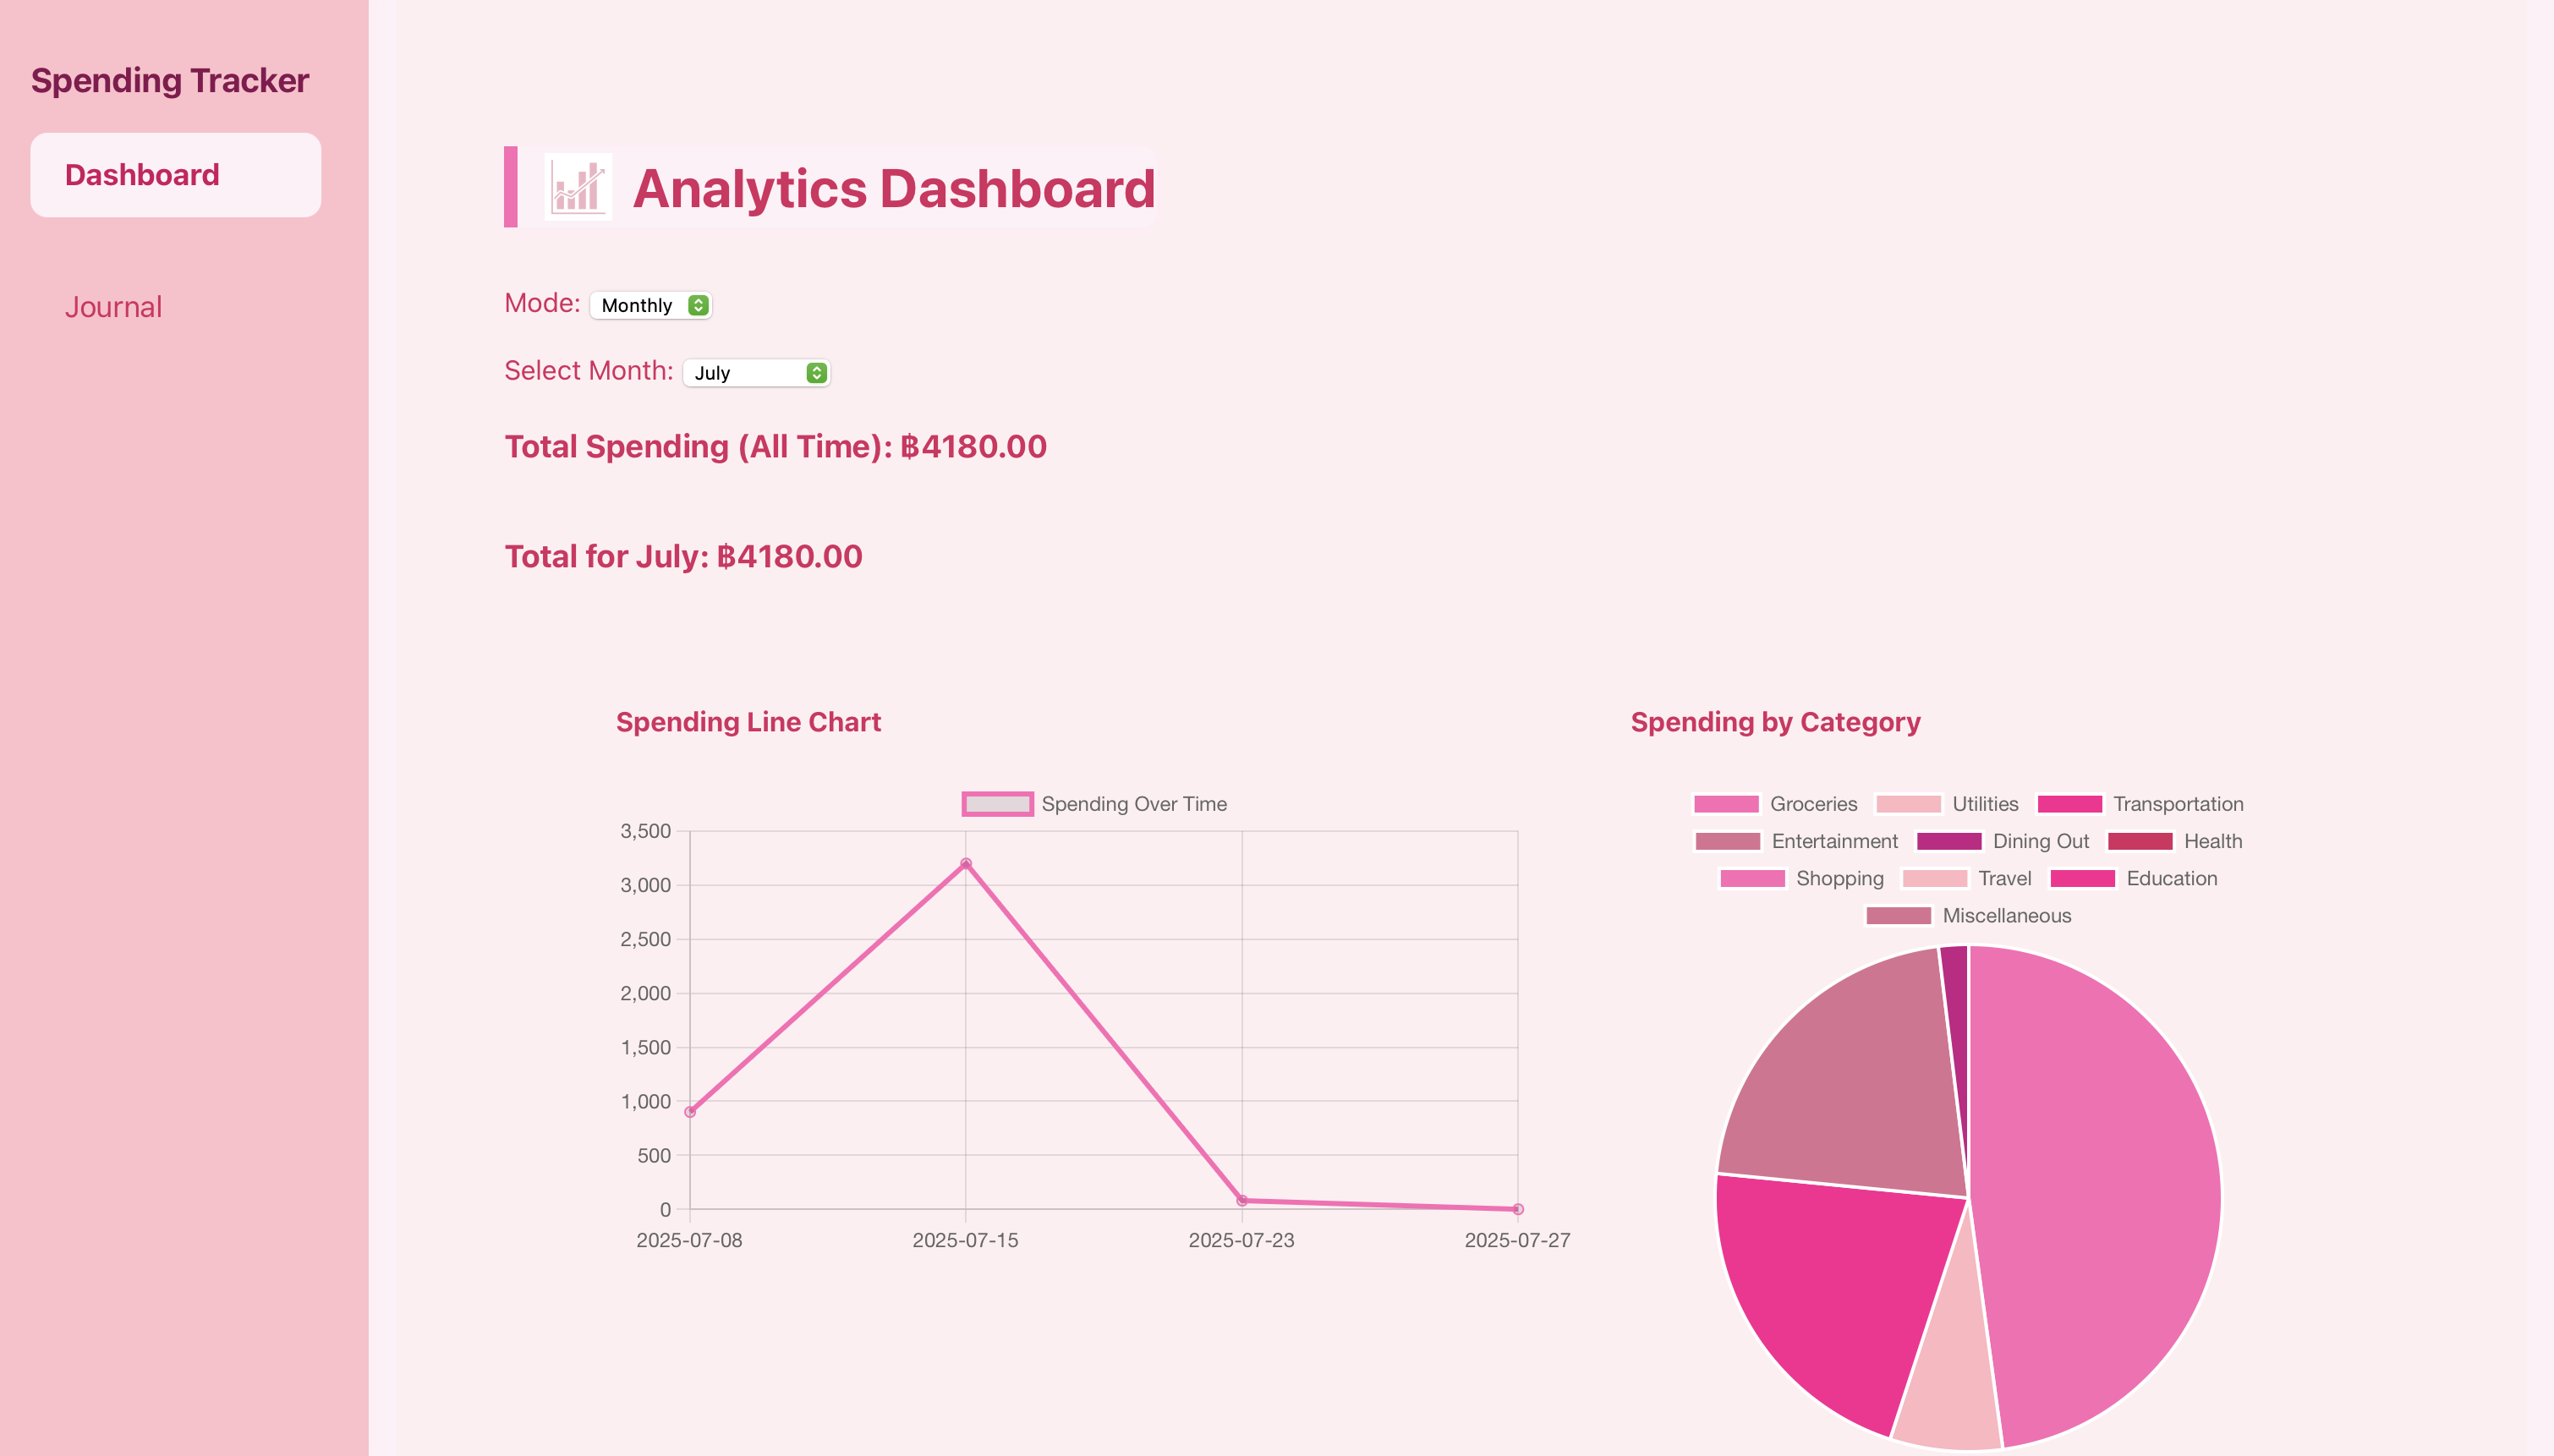 Spending Tracker
Dashboard
Journal
Analytics Dashboard
Mode: Monthly
Select Month: July
Total Spending (All Time): ฿4180.00
Total for July: ฿4180.00
Spending Line Chart
Spending Over Time
3,500
3,000
2,500
2,000
1,500
1,000
500
0
2025-07-08 2025-07-15 2025-07-23 2025-07-27
Spending by Category
Groceries Utilities Transportation
Entertainment Dining Out Health
Shopping Travel Education
Miscellaneous